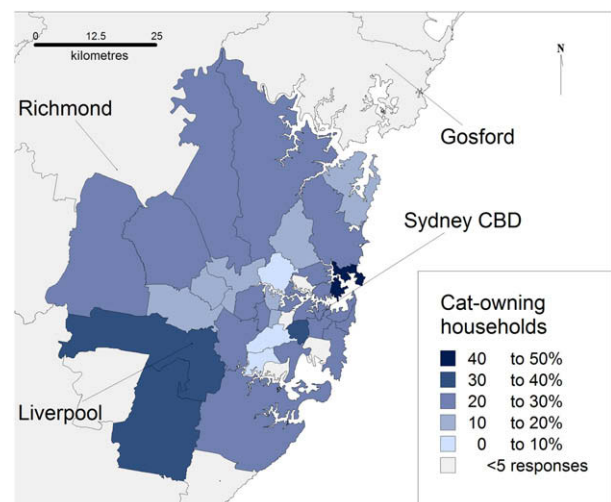 0 12.5 25
kilometres
N
Richmond
Gosford
Sydney CBD
Liverpool
Cat-owning
households
40 to 50%
30 to 40%
20 to 30%
10 to 20%
0 to 10%
<5 responses